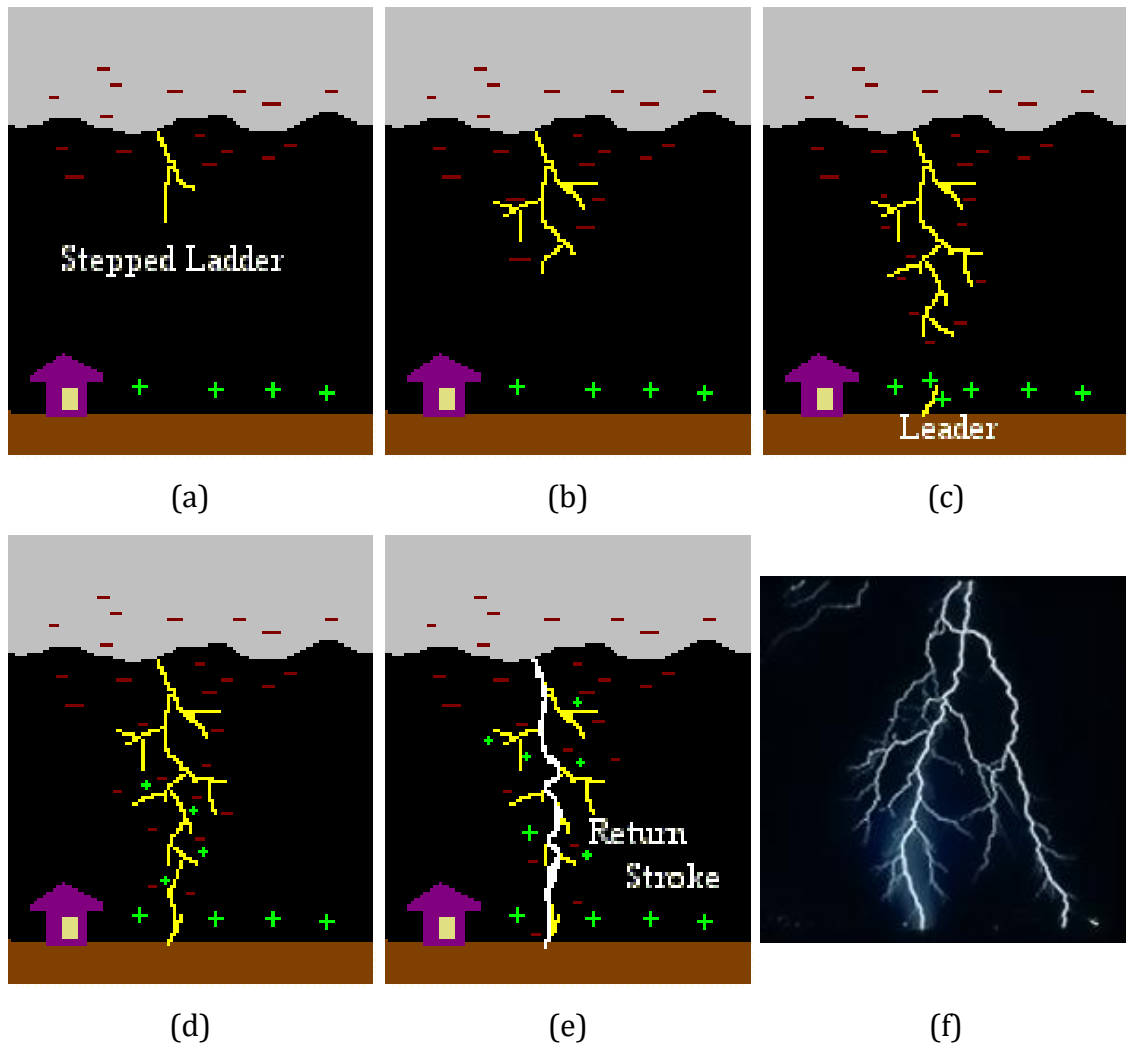 Stepped Ladder
Leader
(a)
(b)
(c)
Return
Stroke
(d)
(e)
(f)